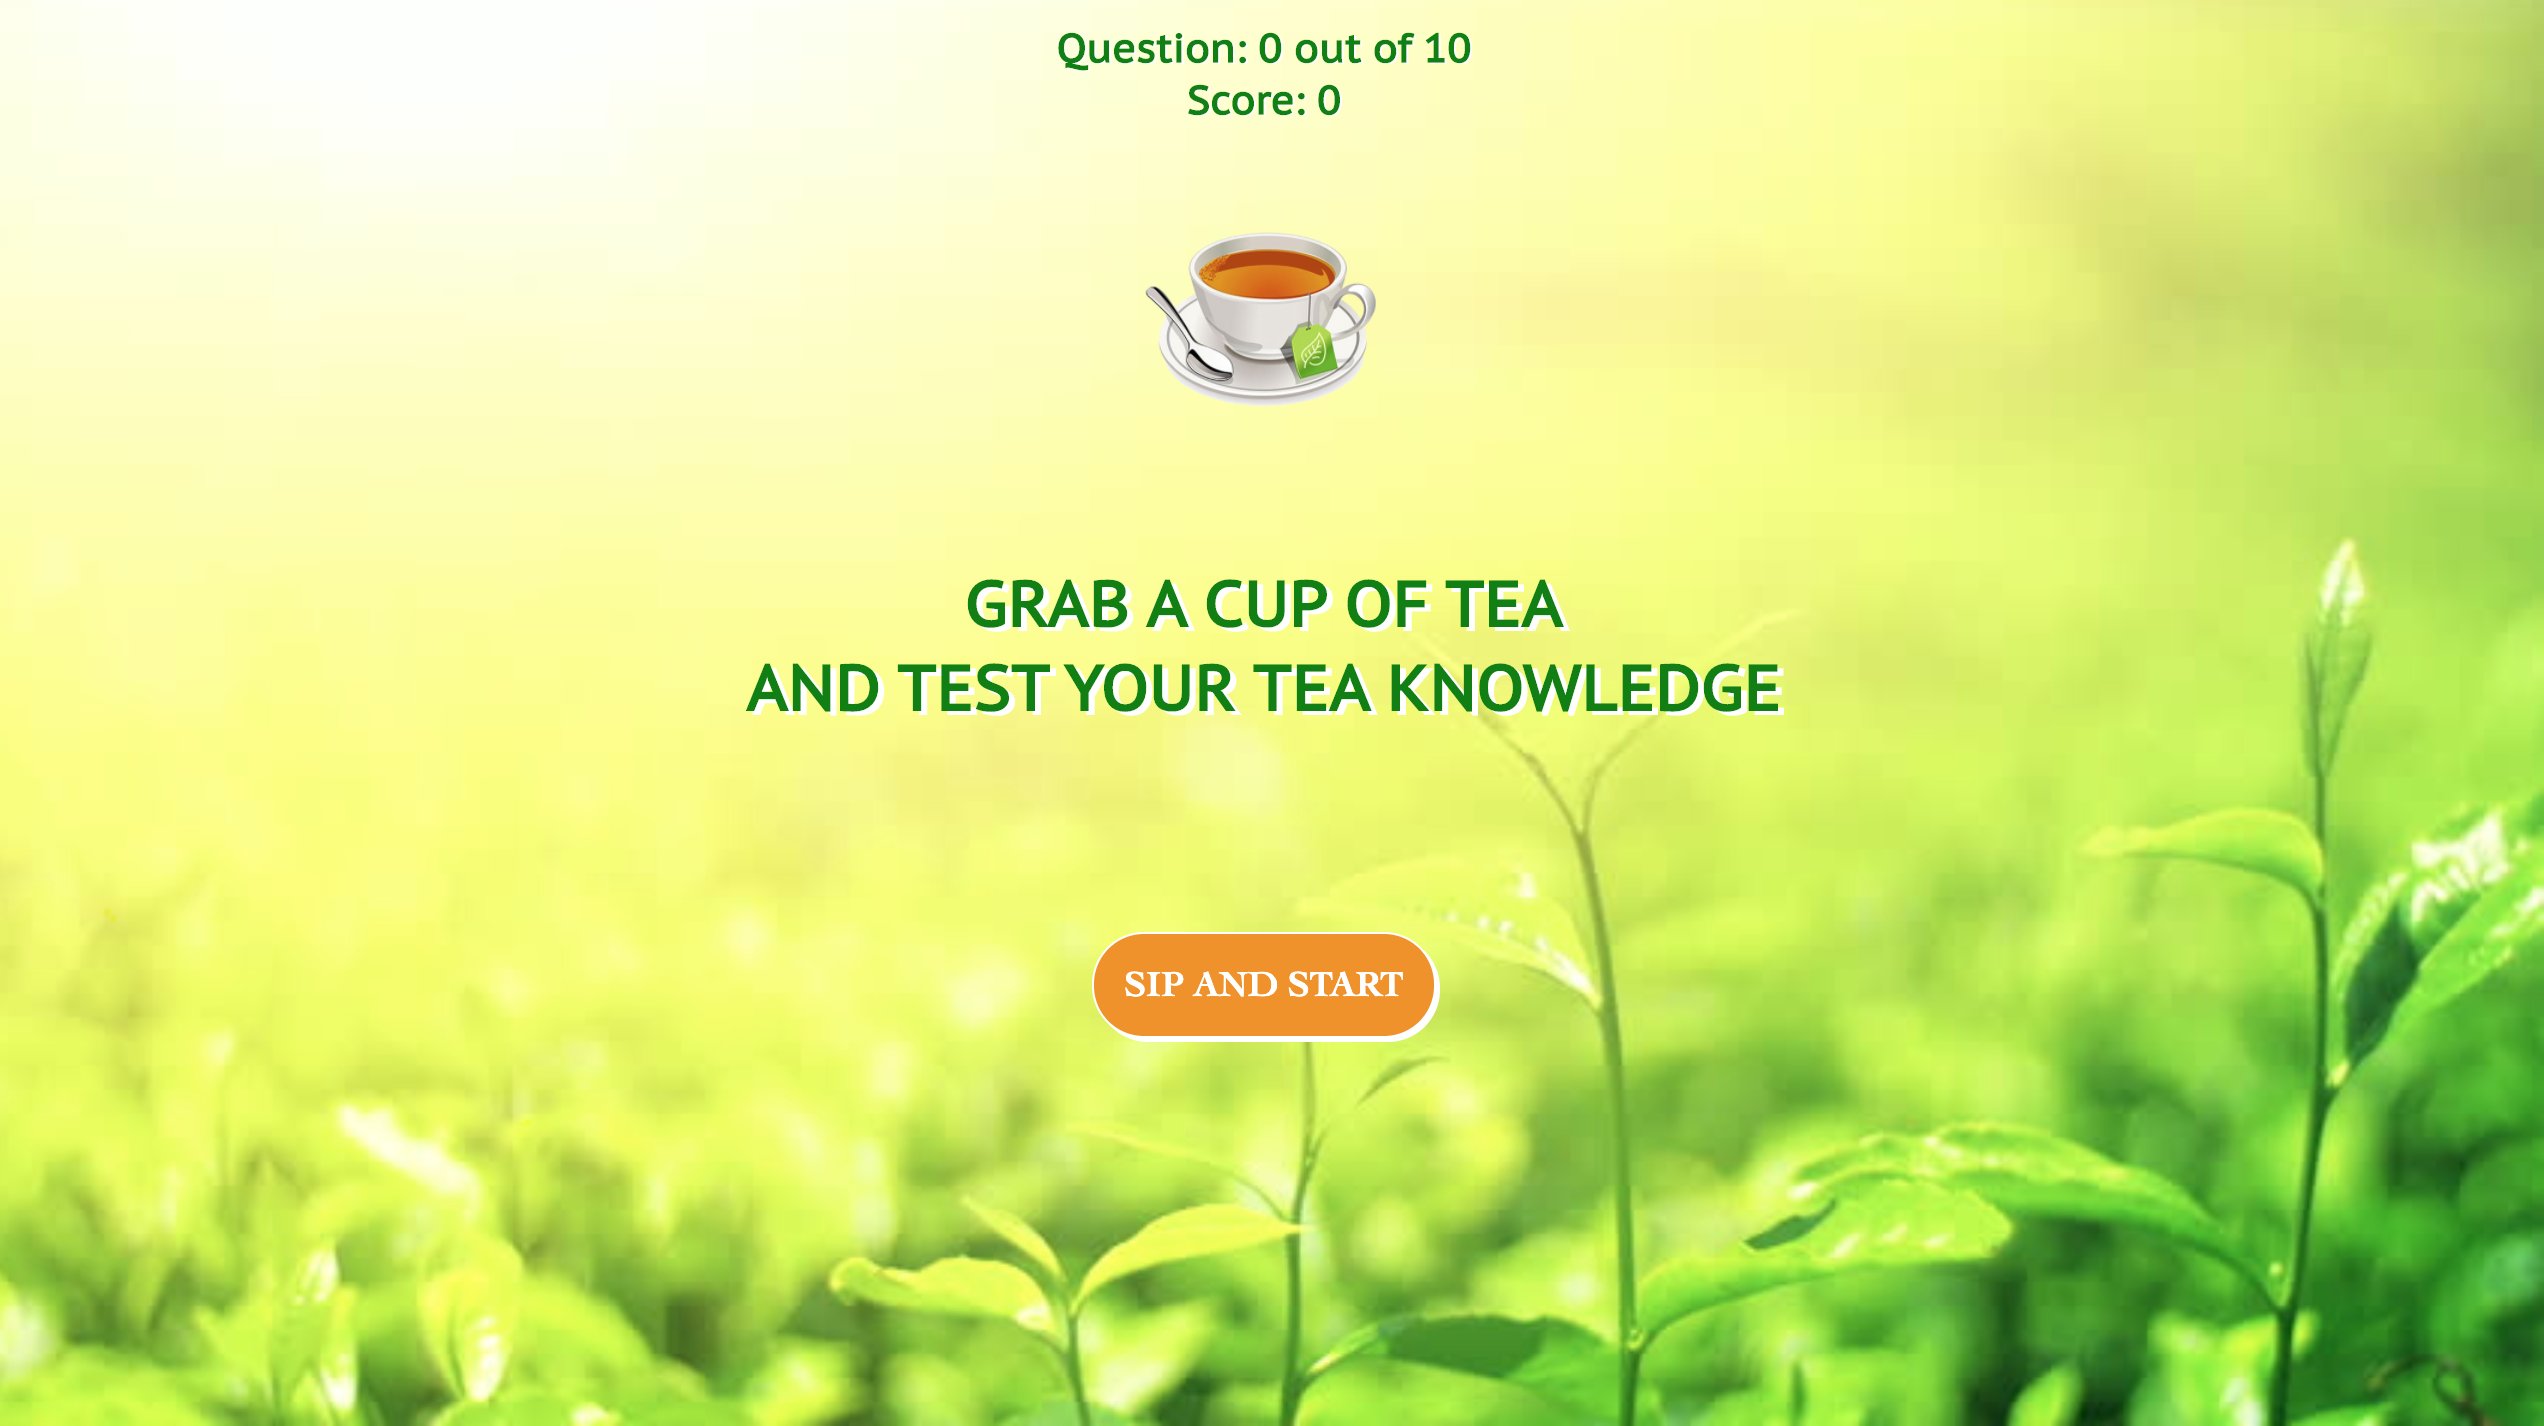 Question: 0 out of 10
Score: 0
GRAB A CUP OF TEA
AND TEST YOUR TEA KNOWLEDGE
SIP AND START